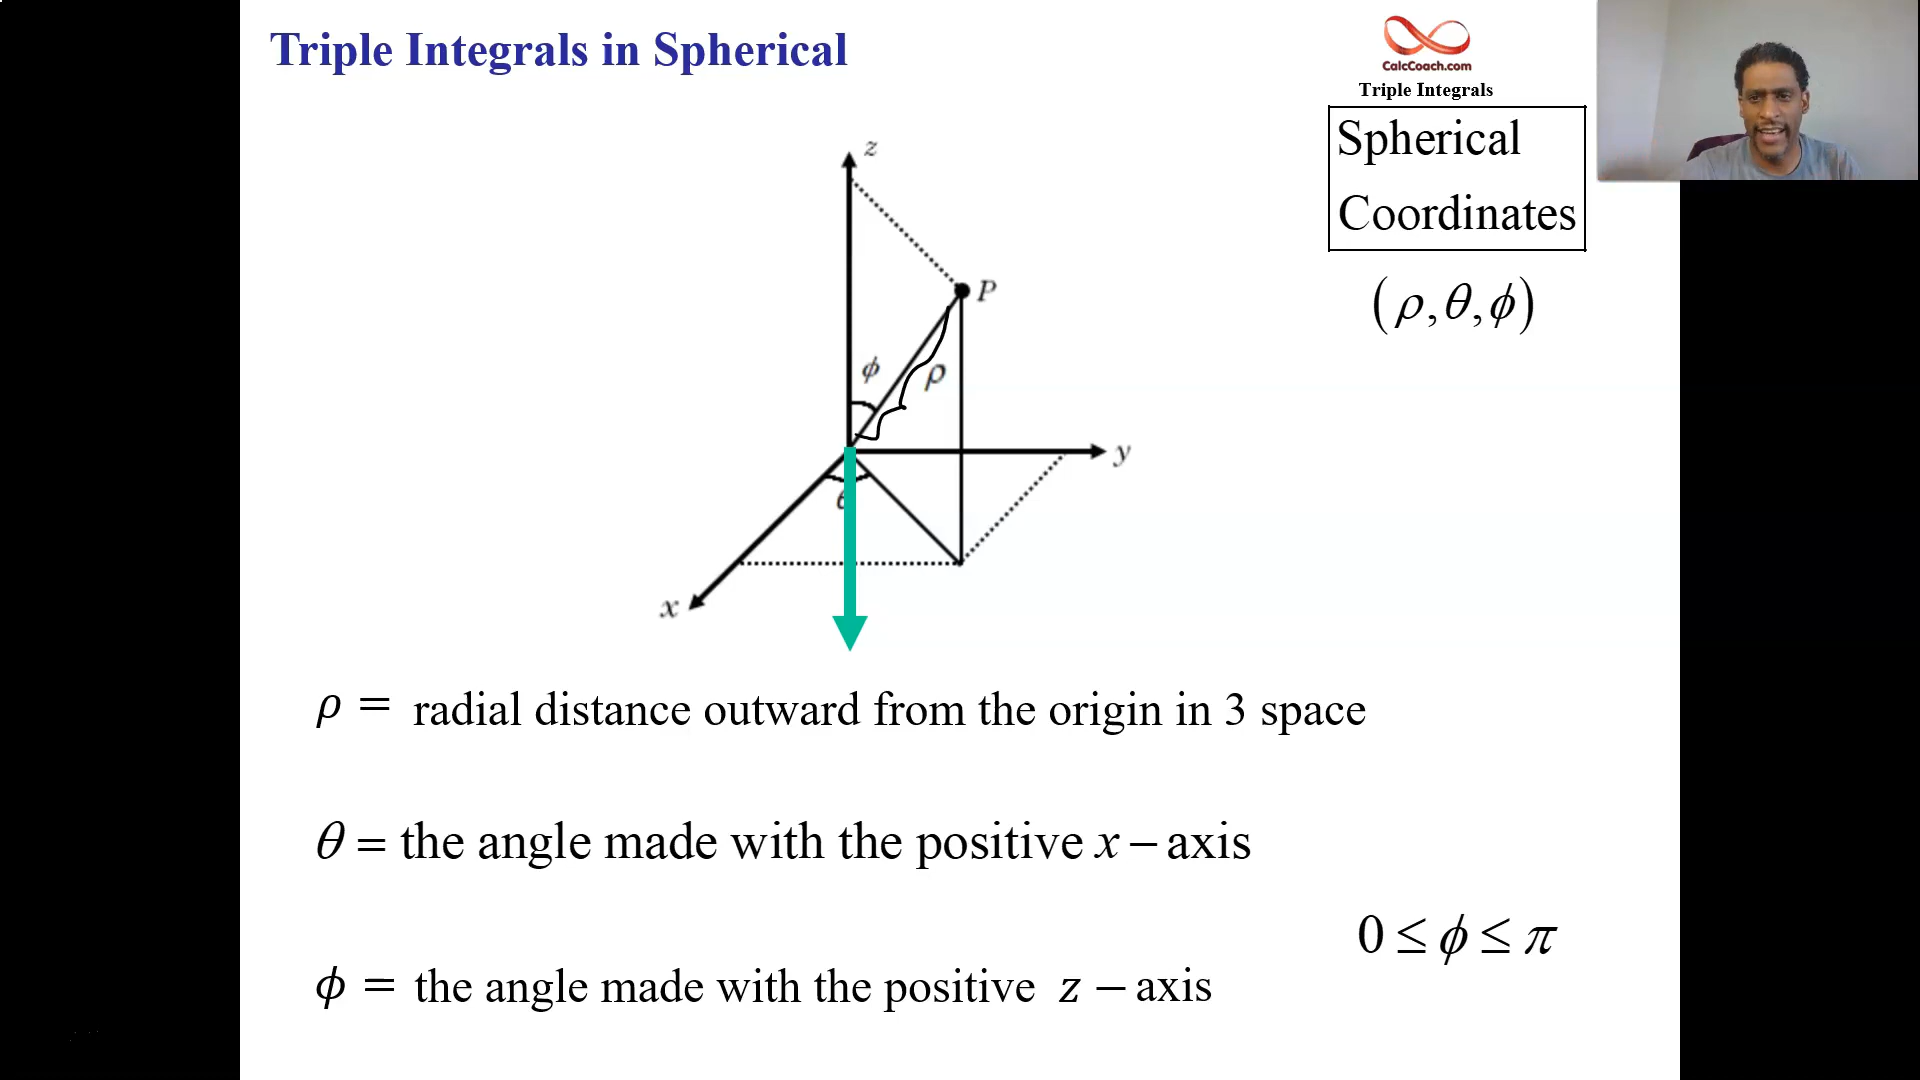 Triple Integrals in Spherical
CalcCoach.com
Triple Integrals
Spherical
Coordinates
(ρ,θ,ϕ)
z
P
ϕ
ρ
y
x
ρ = radial distance outward from the origin in 3 space
θ = the angle made with the positive x – axis
0 ≤ ϕ ≤ π
ϕ = the angle made with the positive z – axis